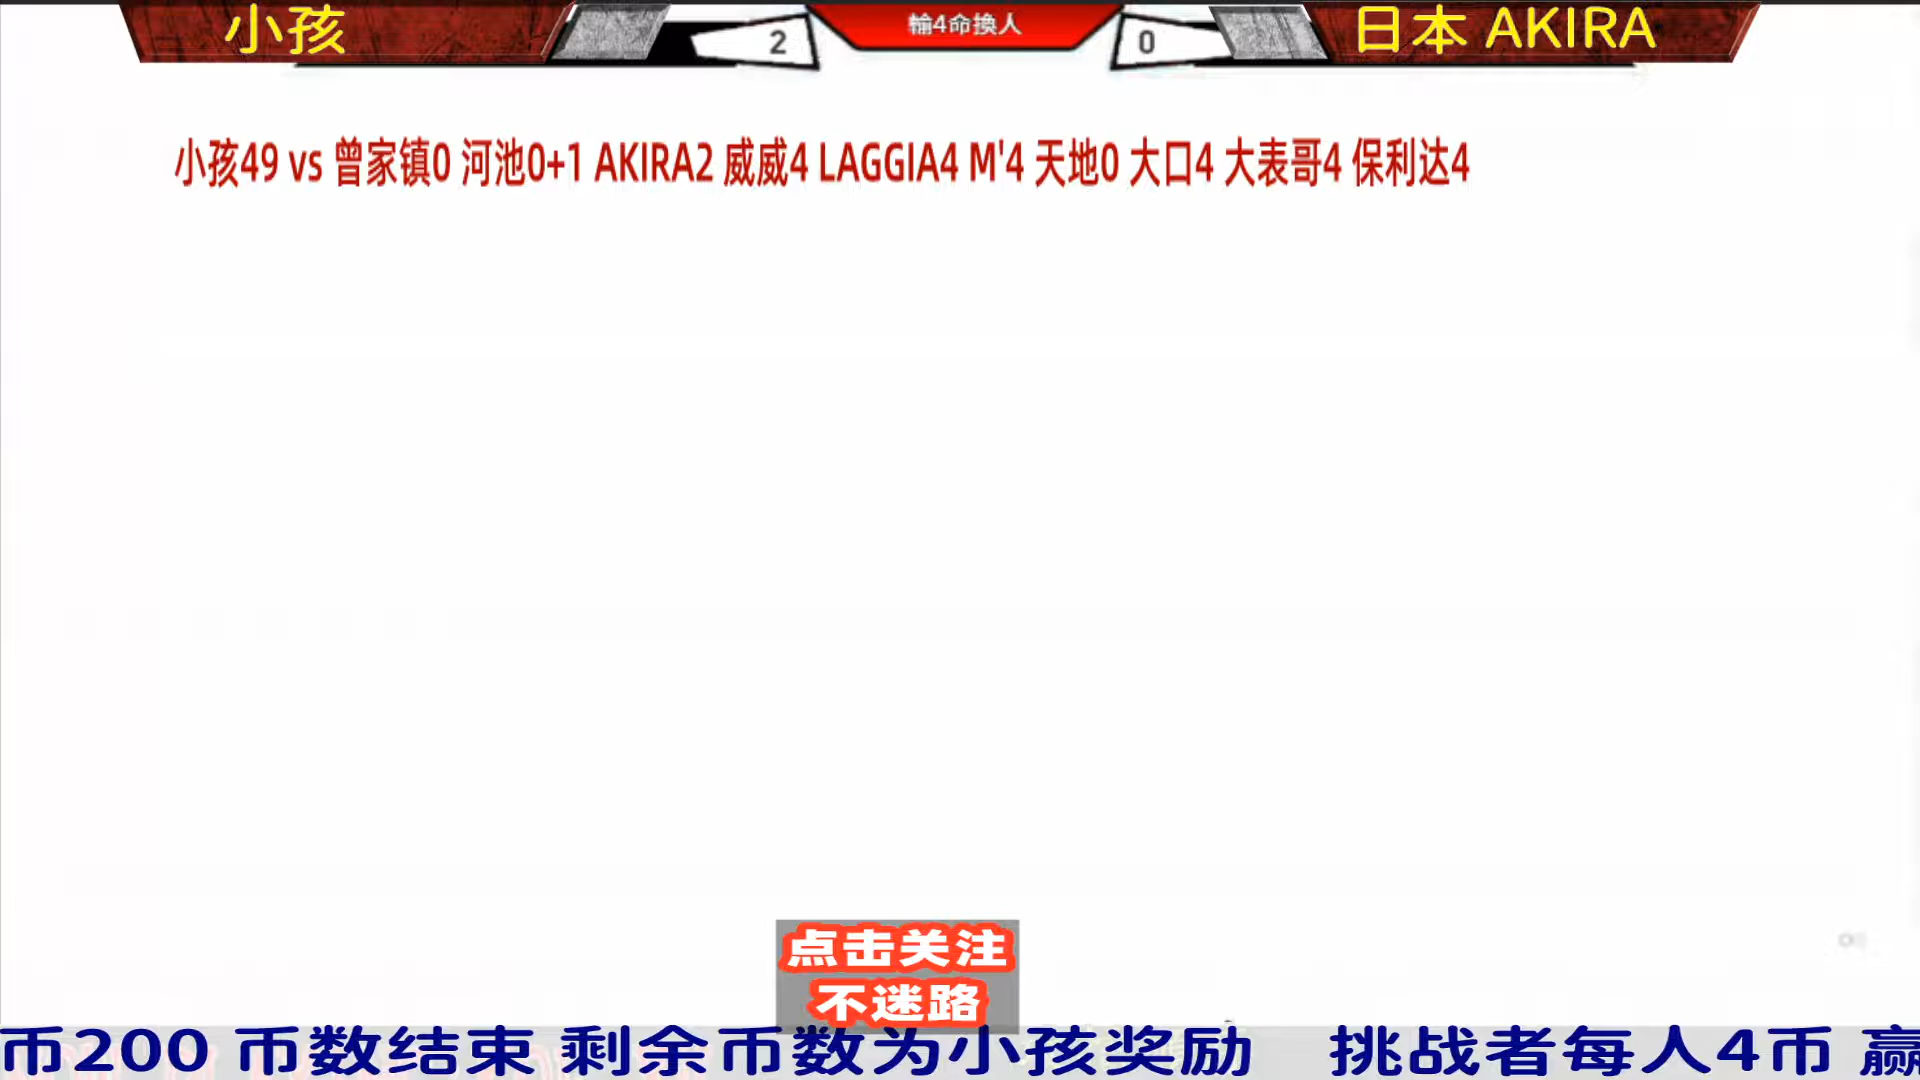 小孩 2 輸4命換人 0 日本 AKIRA
小孩49 vs 曾家镇0 河池0+1 AKIRA2 威威4 LAGGIA4 M'4 天地0 大口4 大表哥4 保利达4
点击关注
不迷路
币200 币数结束 剩余币数为小孩奖励 挑战者每人4币 赢